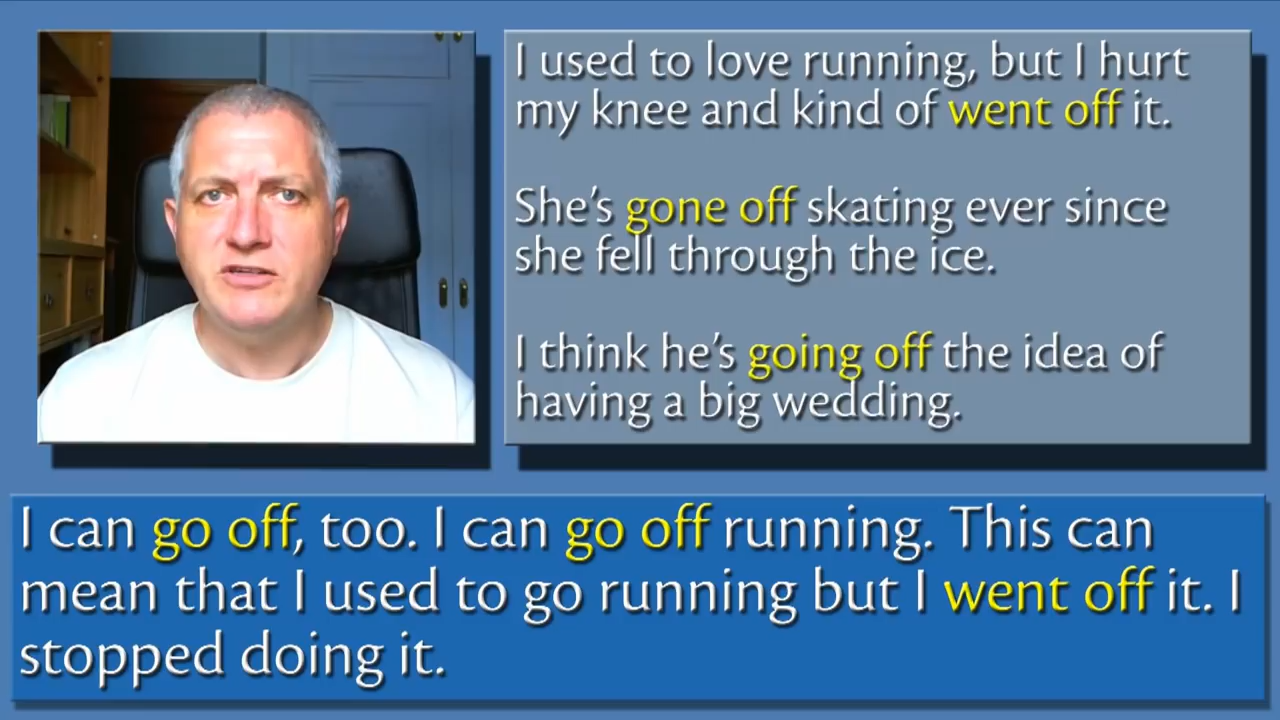 I used to love running, but I hurt
my knee and kind of went off it.
She’s gone off skating ever since
she fell through the ice.
I think he’s going off the idea of
having a big wedding.
I can go off, too. I can go off running. This can
mean that I used to go running but I went off it. I
stopped doing it.